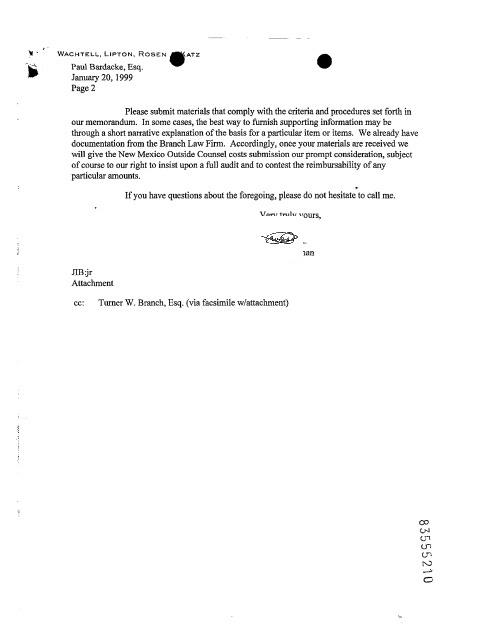 WACHTELL, LIPTON, ROSEN & KATZ
Paul Bardacke, Esq.
January 20, 1999
Page 2
Please submit materials that comply with the criteria and procedures set forth in
our memorandum. In some cases, the best way to furnish supporting information may be
through a short narrative explanation of the basis for a particular item or items. We already have
documentation from the Branch Law Firm. Accordingly, once your materials are received we
will give the New Mexico Outside Counsel costs submission our prompt consideration, subject
of course to our right to insist upon a full audit and to contest the reimbursability of any
particular amounts.
If you have questions about the foregoing, please do not hesitate to call me.
Very truly yours,
JIB:jr
Attachment
cc: Turner W. Branch, Esq. (via facsimile w/attachment)
83555210